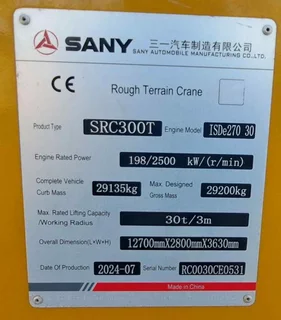 SANY 三一汽车制造有限公司
SANY AUTOMOBILE MANUFACTURING CO.,LTD.
CE Rough Terrain Crane
Product Type SRC300T Engine Model ISDe270 30
Engine Rated Power 198/2500 kW/(r/min)
Complete Vehicle Curb Mass 29135kg Max. Designed Gross Mass 29200kg
Max. Rated Lifting Capacity /Working Radius 30t/3m
Overall Dimension(L×W×H) 12700mmX2800mmX3630mm
Date Of Production 2024-07 Serial Number RC0030CE0531
Made in China